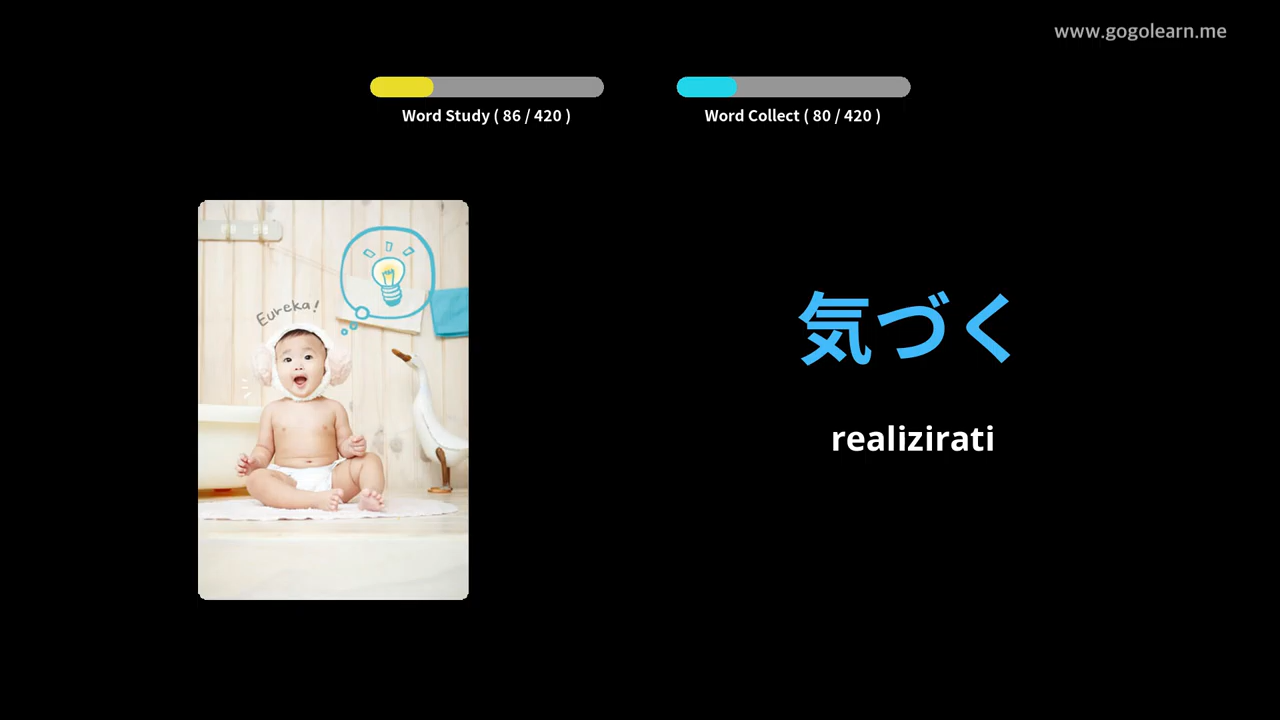 www.gogolearn.me
Word Study ( 86 / 420 )
Word Collect ( 80 / 420 )
Eureka!
気づく
realizirati